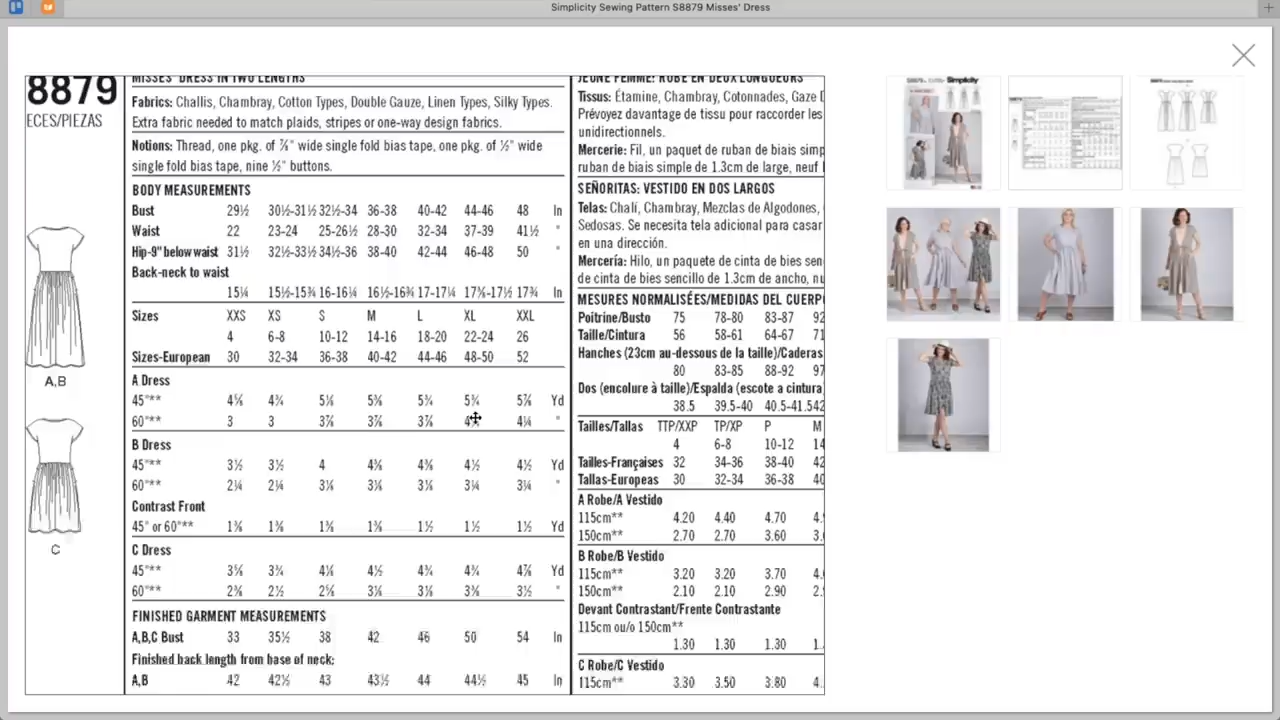 Simplicity Sewing Pattern S8879 Misses' Dress
8879
ECES/PIEZAS
A,B
C
MISSES' DRESS IN TWO LENGTHS
Fabrics: Challis, Chambray, Cotton Types, Double Gauze, Linen Types, Silky Types.
Extra fabric needed to match plaids, stripes or one-way design fabrics.
Notions: Thread, one pkg. of ⅞" wide single fold bias tape, one pkg. of ½" wide
single fold bias tape, nine ½" buttons.
BODY MEASUREMENTS
Bust 29½ 30½-31½ 32½-34 36-38 40-42 44-46 48 In
Waist 22 23-24 25-26½ 28-30 32-34 37-39 41½ "
Hip-9" below waist 31½ 32½-33½ 34½-36 38-40 42-44 46-48 50 "
Back-neck to waist
15¼ 15½-15¾ 16-16¼ 16½-16¾ 17-17¼ 17⅜-17½ 17¾ In
Sizes XXS XS S M L XL XXL
4 6-8 10-12 14-16 18-20 22-24 26
Sizes-European 30 32-34 36-38 40-42 44-46 48-50 52
A Dress
45"** 4⅝ 4¾ 5¼ 5¾ 5¾ 5⅞ Yd
60"** 3 3 3⅞ 3⅞ 3⅞ 4¼ "
B Dress
45"** 3½ 3½ 4 4½ 4½ Yd
60"** 2¼ 2¼ 3¼ 3¼ "
Contrast Front
45" or 60"** 1⅜ 1⅜ 1⅜ 1⅜ 1½ 1½ 1½ Yd
C Dress
45"** 3⅝ 3¾ 4⅛ 4½ 4¾ 4¾ 4⅞ Yd
60"** 2⅜ 2½ 3½ "
FINISHED GARMENT MEASUREMENTS
A,B,C Bust 33 35½ 38 42 46 50 54 In
Finished back length from base of neck:
A,B 42 42½ 43 43½ 44 44½ 45 In
JEUNE FEMME: ROBE EN DEUX LONGUEURS
Tissus: Étamine, Chambray, Cotonnades, Gaze D
Prévoyez davantage de tissu pour raccorder les
unidirectionnels.
Mercerie: Fil, un paquet de ruban de biais simp
ruban de biais simple de 1.3cm de large, neuf
SEÑORITAS: VESTIDO EN DOS LARGOS
Telas: Chalí, Chambray, Mezclas de Algodones,
Sedosas. Se necesita tela adicional para casar
en una dirección.
Mercería: Hilo, un paquete de cinta de bies sen
de cinta de bies sencillo de 1.3cm de ancho, nu
MESURES NORMALISÉES/MEDIDAS DEL CUERP
Poitrine/Busto 75 78-80 83-87 92
Taille/Cintura 56 58-61 64-67 71
Hanches (23cm au-dessous de la taille)/Caderas
80 83-85 88-92 97
Dos (encolure à taille)/Espalda (escote a cintura)
38.5 39.5-40 40.5-41.5 42
Tailles/Tallas TTP/XXP TP/XP P M
4 6-8 10-12 14
Tailles-Françaises 32 34-36 38-40 42
Tallas-Europeas 30 32-34 36-38 40
A Robe/A Vestido
115cm** 4.20 4.40 4.70 4.
150cm** 2.70 2.70 3.60 3.
B Robe/B Vestido
115cm** 3.20 3.20 3.70 4.
150cm** 2.10 2.10 2.90 2.
Devant Contrastant/Frente Contrastante
115cm ou/o 150cm**
1.30 1.30 1.30 1.
C Robe/C Vestido
115cm** 3.30 3.50 3.80 4.
Simplicity